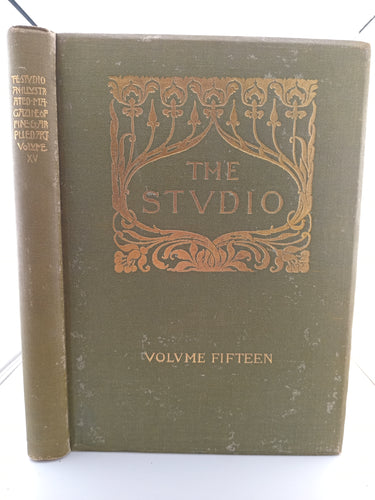 THE STVDIO
AN ILLVSTR
ATED MA
GAZINE OF
FINE & AP
PLIED ART
VOLVME
XV
THE
STVDIO
VOLVME FIFTEEN